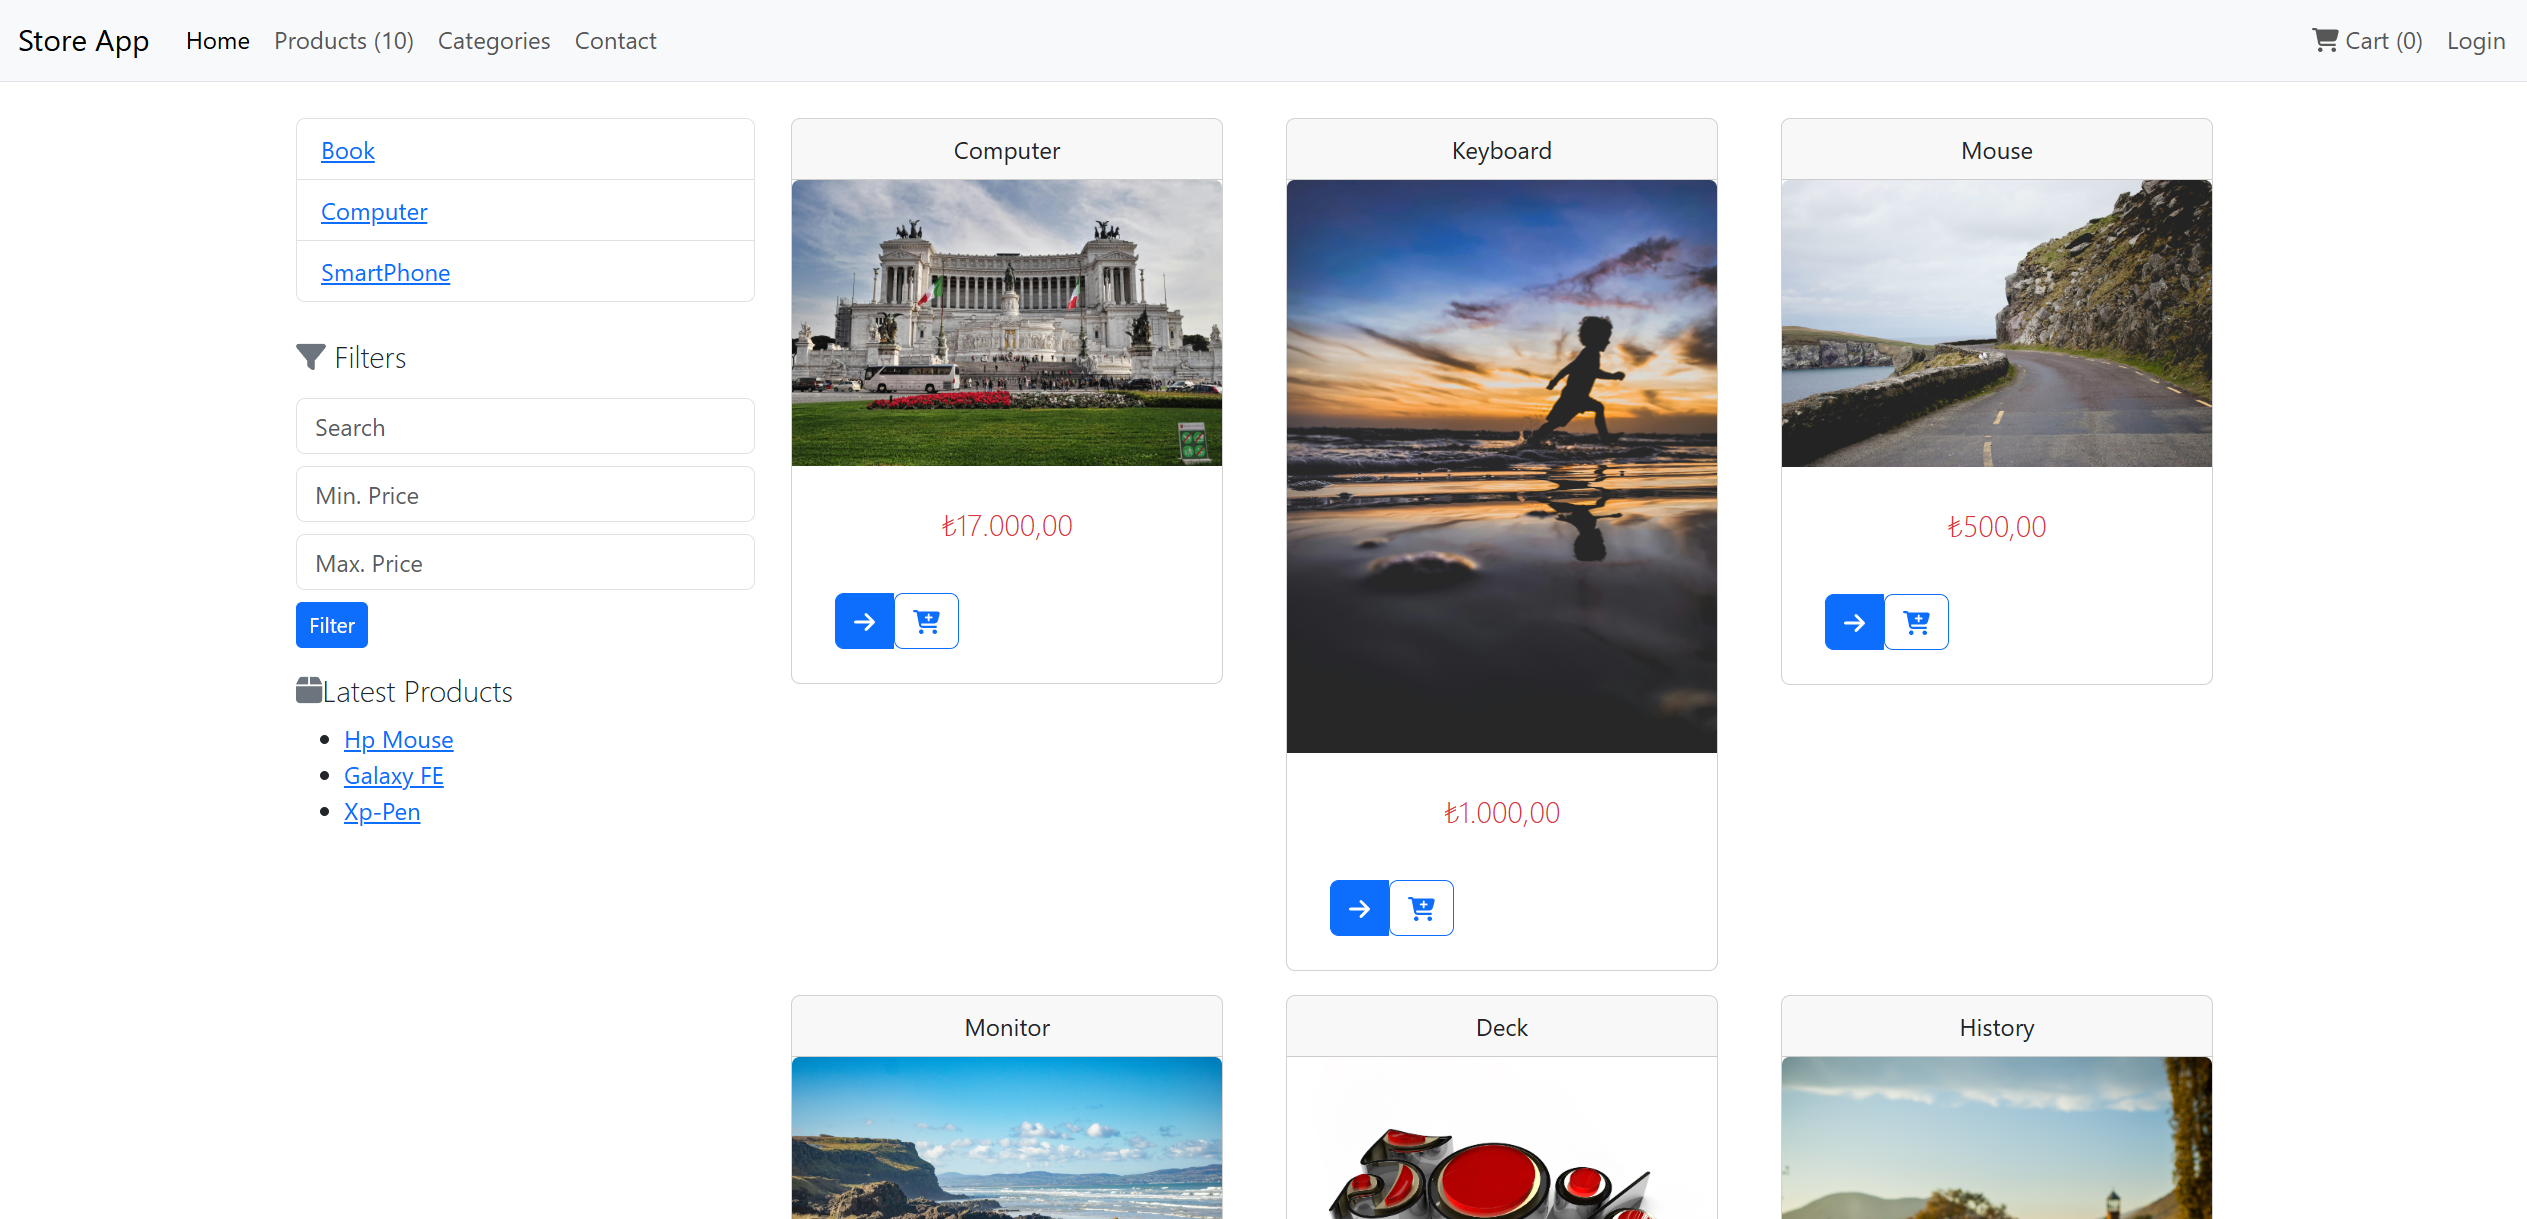 Store App Home Products (10) Categories Contact Cart (0) Login
Book
Computer
SmartPhone
Filters
Search
Min. Price
Max. Price
Filter
Latest Products
Hp Mouse
Galaxy FE
Xp-Pen
Computer
₺17.000,00
Keyboard
₺1.000,00
Mouse
₺500,00
Monitor
Deck
History